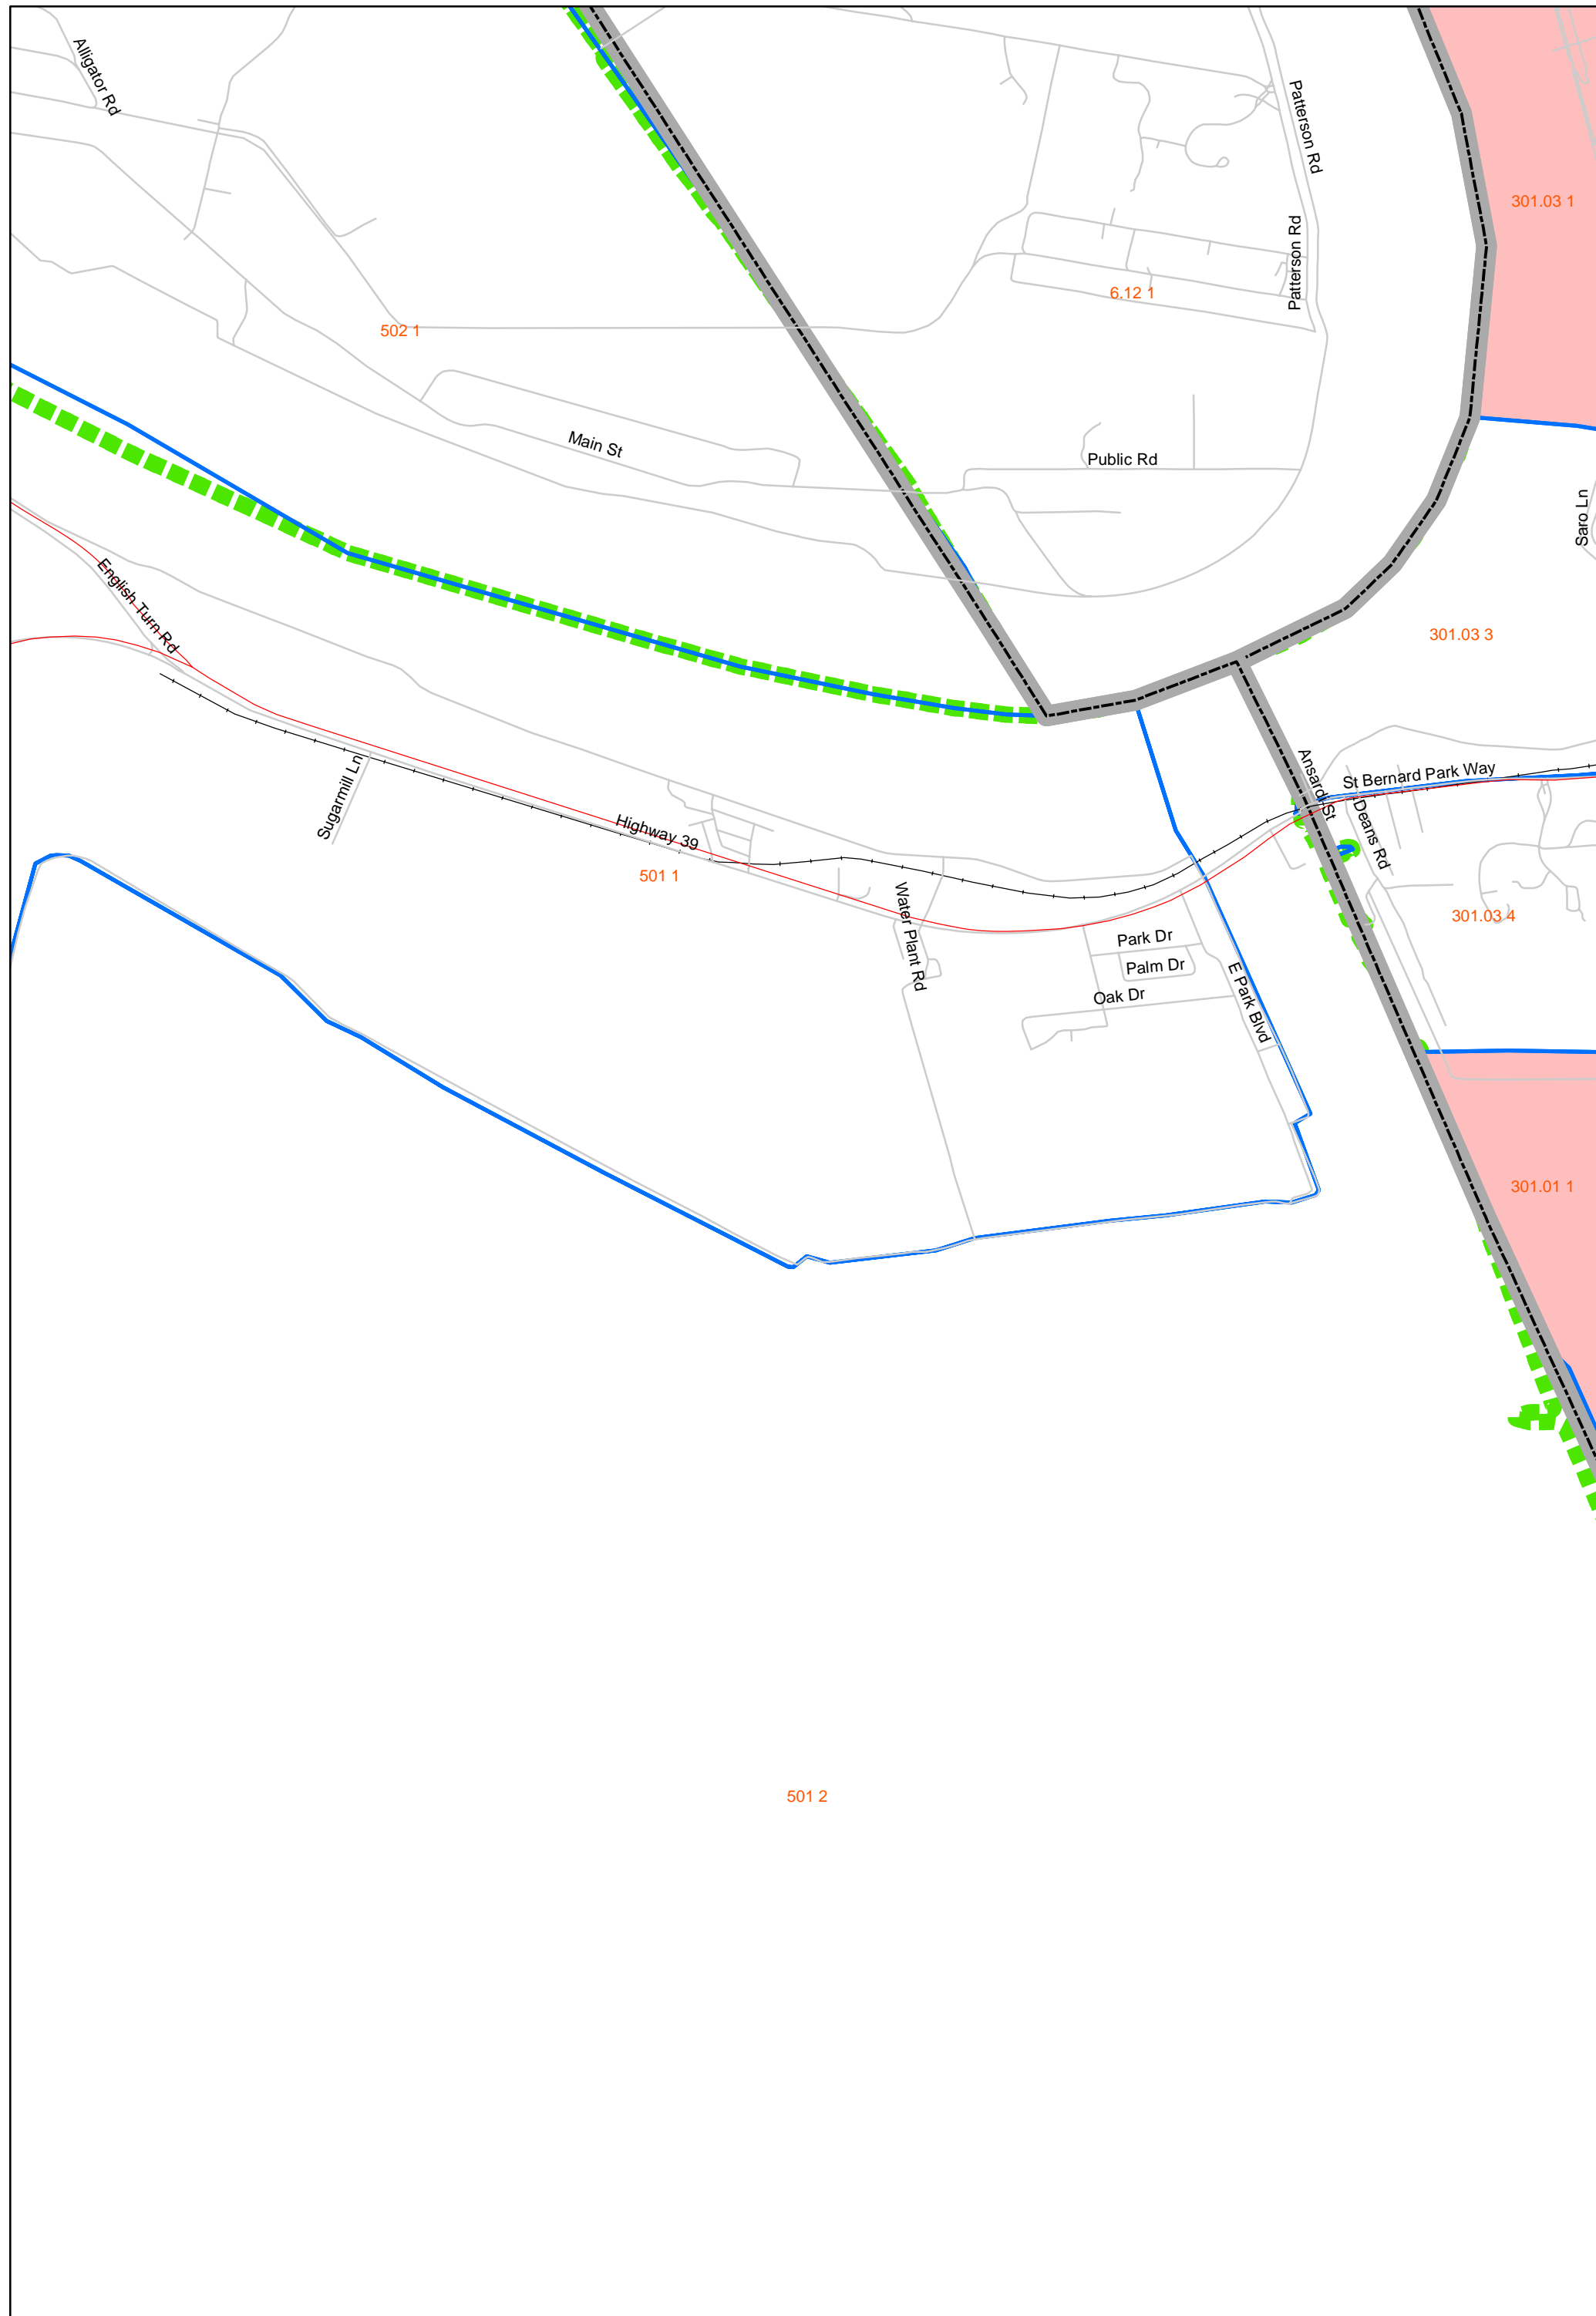 Alligator Rd
Patterson Rd
301.03 1
Patterson Rd
6.12 1
502 1
Main St
Public Rd
Saro Ln
English Turn Rd
301.03 3
Ansardi St
St Bernard Park Way
Sugarmill Ln
Highway 39
Deans Rd
501 1
Water Plant Rd
301.03 4
Park Dr
Palm Dr
E Park Blvd
Oak Dr
301.01 1
501 2